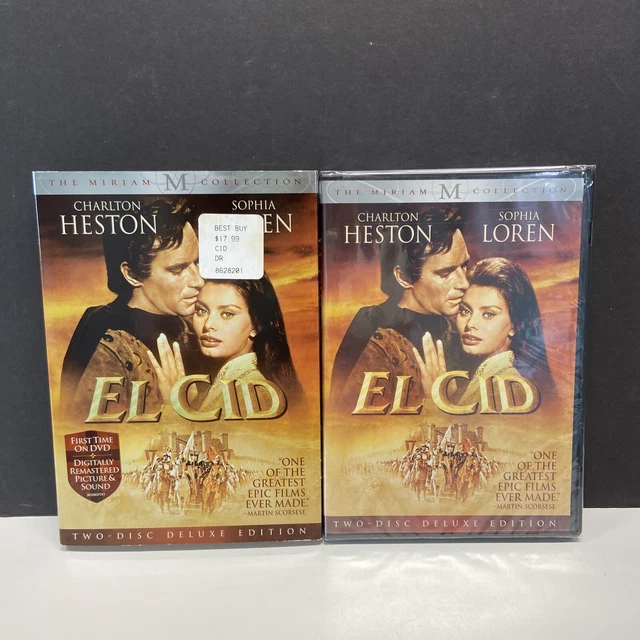 THE MIRIAM M COLLECTION
CHARLTON
HESTON
SOPHIA
EN
BEST BUY
$17.99
CID
DR
8628201
EL CID
FIRST TIME
ON DVD
DIGITALLY
REMASTERED
PICTURE &
SOUND
"ONE
OF THE
GREATEST
EPIC FILMS
EVER MADE"
-MARTIN SCORSESE
TWO-DISC DELUXE EDITION
THE MIRIAM M COLLECTION
CHARLTON
HESTON
SOPHIA
LOREN
EL CID
"ONE
OF THE
GREATEST
EPIC FILMS
EVER MADE"
-MARTIN SCORSESE
TWO-DISC DELUXE EDITION